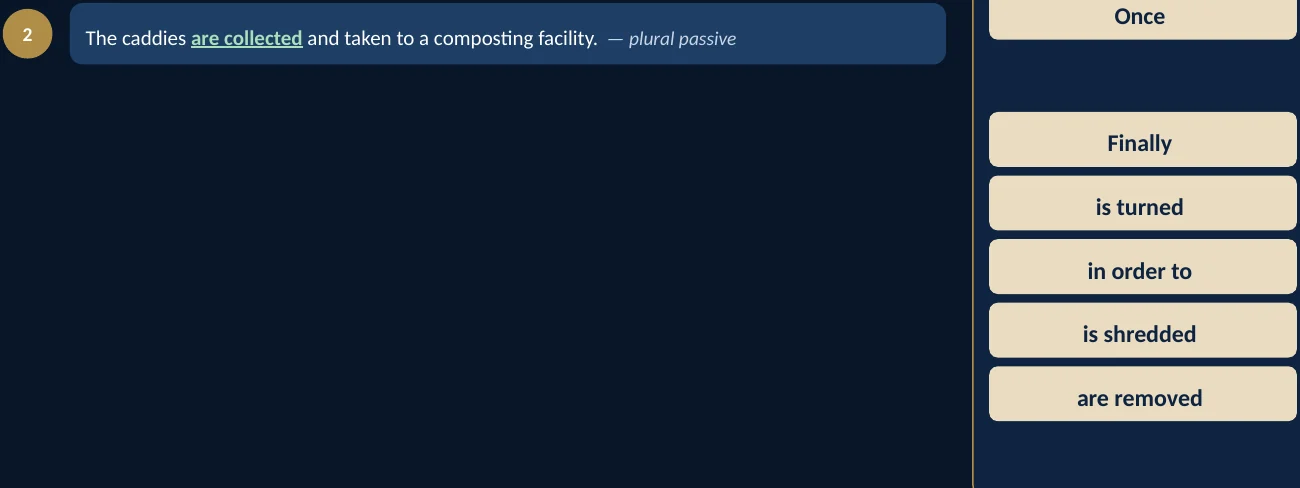 2
The caddies are collected and taken to a composting facility. — plural passive
Once
Finally
is turned
in order to
is shredded
are removed